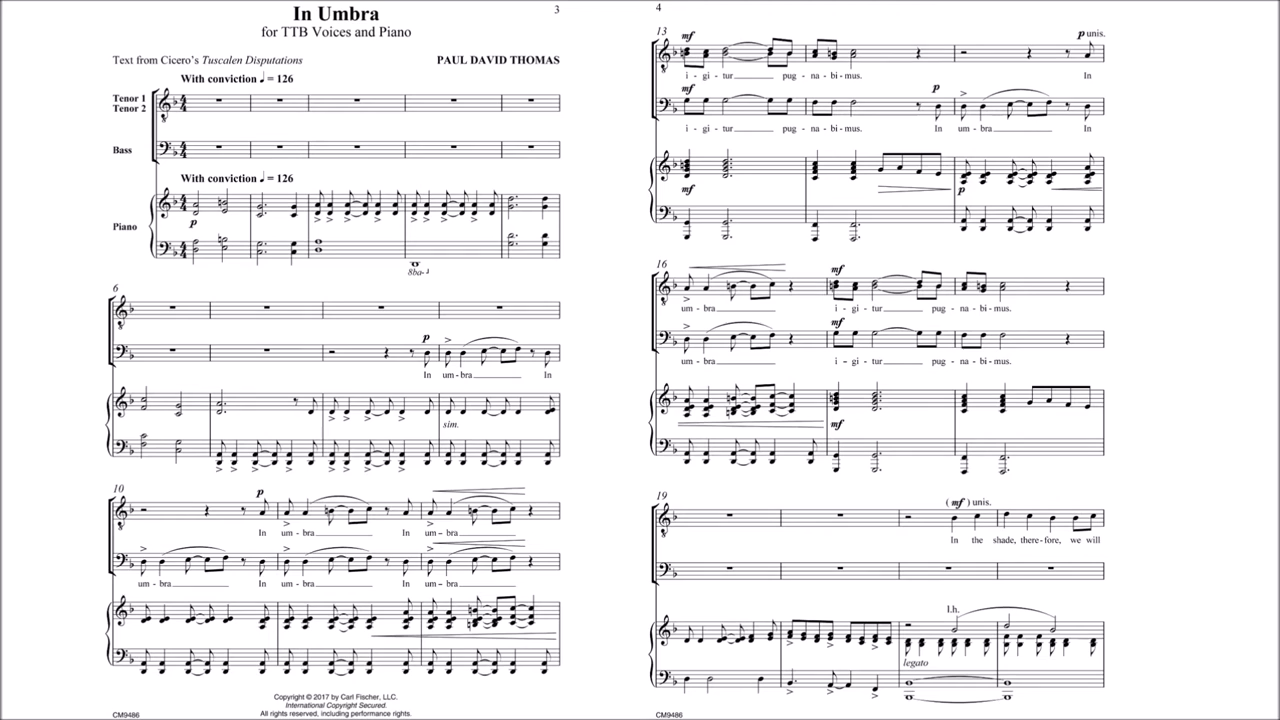 In Umbra
3
for TTB Voices and Piano
Text from Cicero's Tusculen Disputations
PAUL DAVID THOMAS
With conviction ♩ = 126
Tenor 1
Tenor 2
Bass
With conviction ♩ = 126
Piano
p
8ba
6
p
In um - bra In
sim.
10
p
In um - bra In um - bra
um - bra In um - bra In um - bra
Copyright © 2017 by Carl Fischer, LLC.
International Copyright Secured.
All rights reserved, including performance rights.
CM9486
4
13
mf
p unis.
i - gi - tur pug - na - bi - mus. In
mf
p
i - gi - tur pug - na - bi - mus. In um - bra In
mf
p
16
mf
um - bra i - gi - tur pug - na - bi - mus.
mf
um - bra i - gi - tur pug - na - bi - mus.
mf
19
( mf ) unis.
In the shade, there - fore, we will
l.h.
legato
CM9486